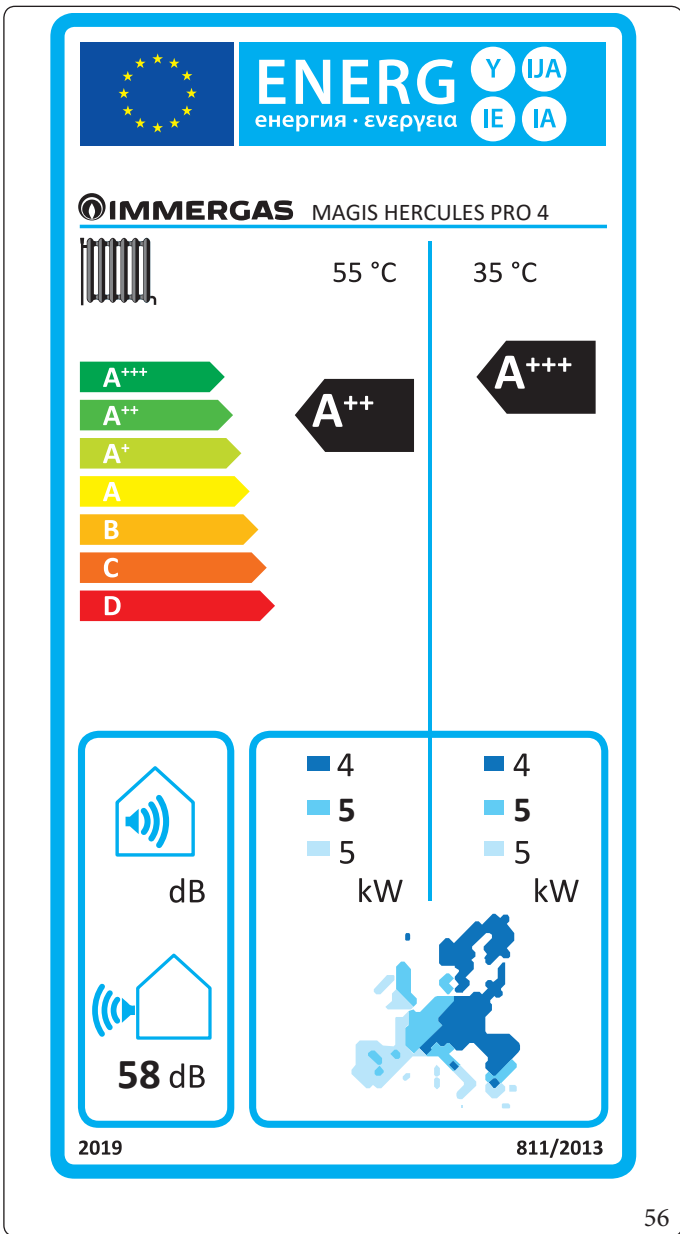 ENERG Y IJA
енергия · ενεργεια IE IA
IMMERGAS MAGIS HERCULES PRO 4
55 °C 35 °C
A+++ A+++
A++ A++
A+
A
B
C
D
4 4
5 5
5 5
kW kW
dB
58 dB
2019 811/2013
56